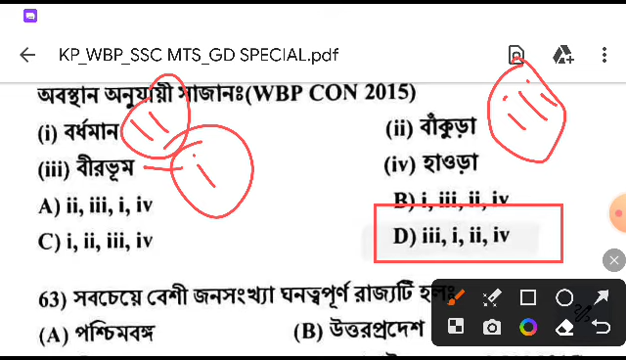 KP_WBP_SSC MTS_GD SPECIAL.pdf
অবস্থান অনুযায়ী সাজানঃ(WBP CON 2015)
(i) বর্ধমান ii (ii) বাঁকুড়া iii
(iii) বীরভূম i (iv) হাওড়া
A) ii, iii, i, iv B) i, iii, ii, iv
C) i, ii, iii, iv D) iii, i, ii, iv
63) সবচেয়ে বেশী জনসংখ্যা ঘনত্বপূর্ণ রাজ্যটি হলঃ
(A) পশ্চিমবঙ্গ (B) উত্তরপ্রদেশ